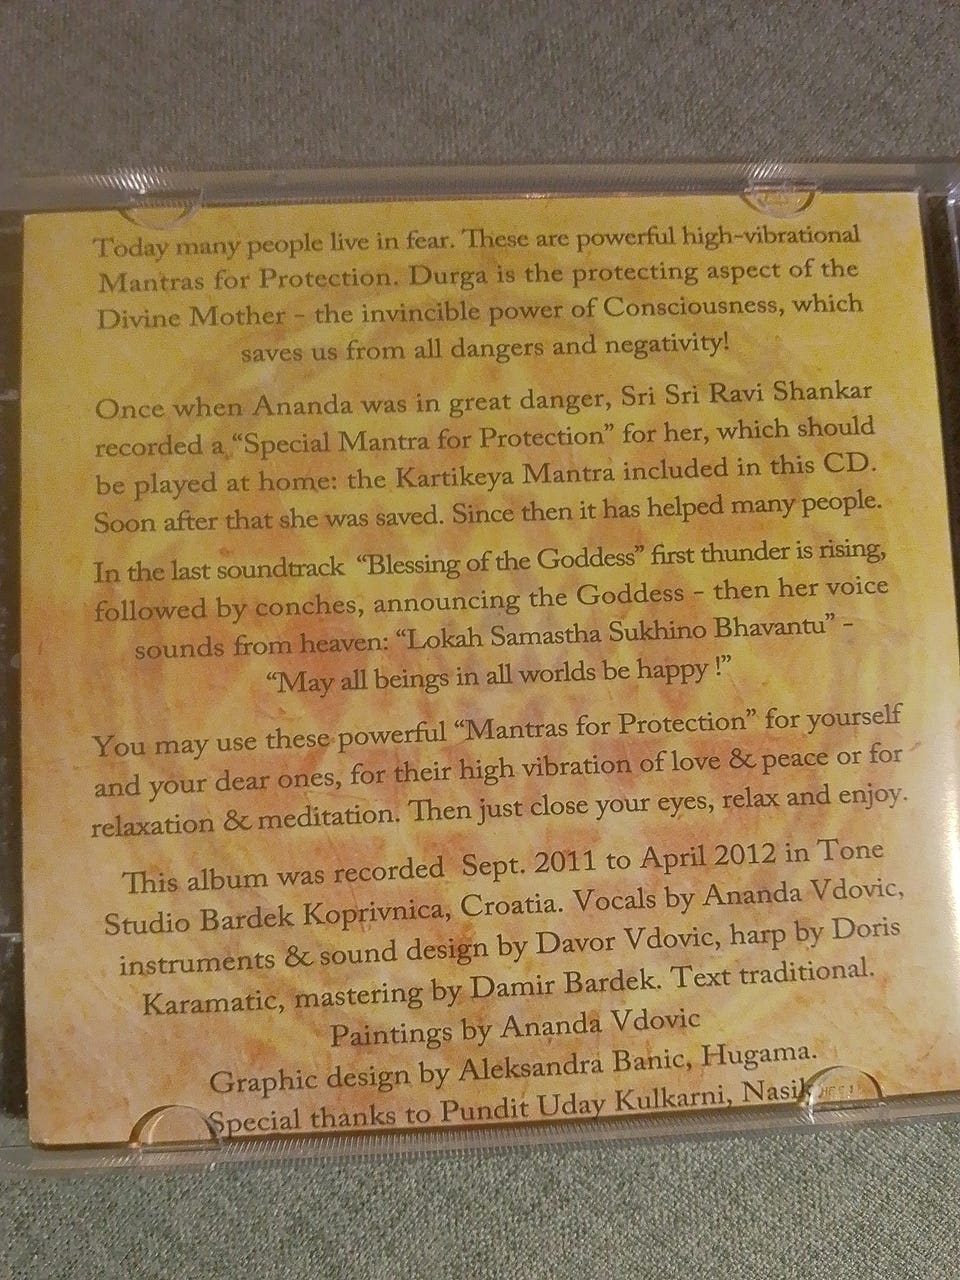 Today many people live in fear. These are powerful high-vibrational
Mantras for Protection. Durga is the protecting aspect of the
Divine Mother - the invincible power of Consciousness, which
saves us from all dangers and negativity!
Once when Ananda was in great danger, Sri Sri Ravi Shankar
recorded a "Special Mantra for Protection" for her, which should
be played at home: the Kartikeya Mantra included in this CD.
Soon after that she was saved. Since then it has helped many people.
In the last soundtrack "Blessing of the Goddess" first thunder is rising,
followed by conches, announcing the Goddess - then her voice
sounds from heaven: "Lokah Samastha Sukhino Bhavantu" -
"May all beings in all worlds be happy !"
You may use these powerful "Mantras for Protection" for yourself
and your dear ones, for their high vibration of love & peace or for
relaxation & meditation. Then just close your eyes, relax and enjoy.
This album was recorded Sept. 2011 to April 2012 in Tone
Studio Bardek Koprivnica, Croatia. Vocals by Ananda Vdovic,
instruments & sound design by Davor Vdovic, harp by Doris
Karamatic, mastering by Damir Bardek. Text traditional.
Paintings by Ananda Vdovic
Graphic design by Aleksandra Banic, Hugama.
Special thanks to Pundit Uday Kulkarni, Nasik